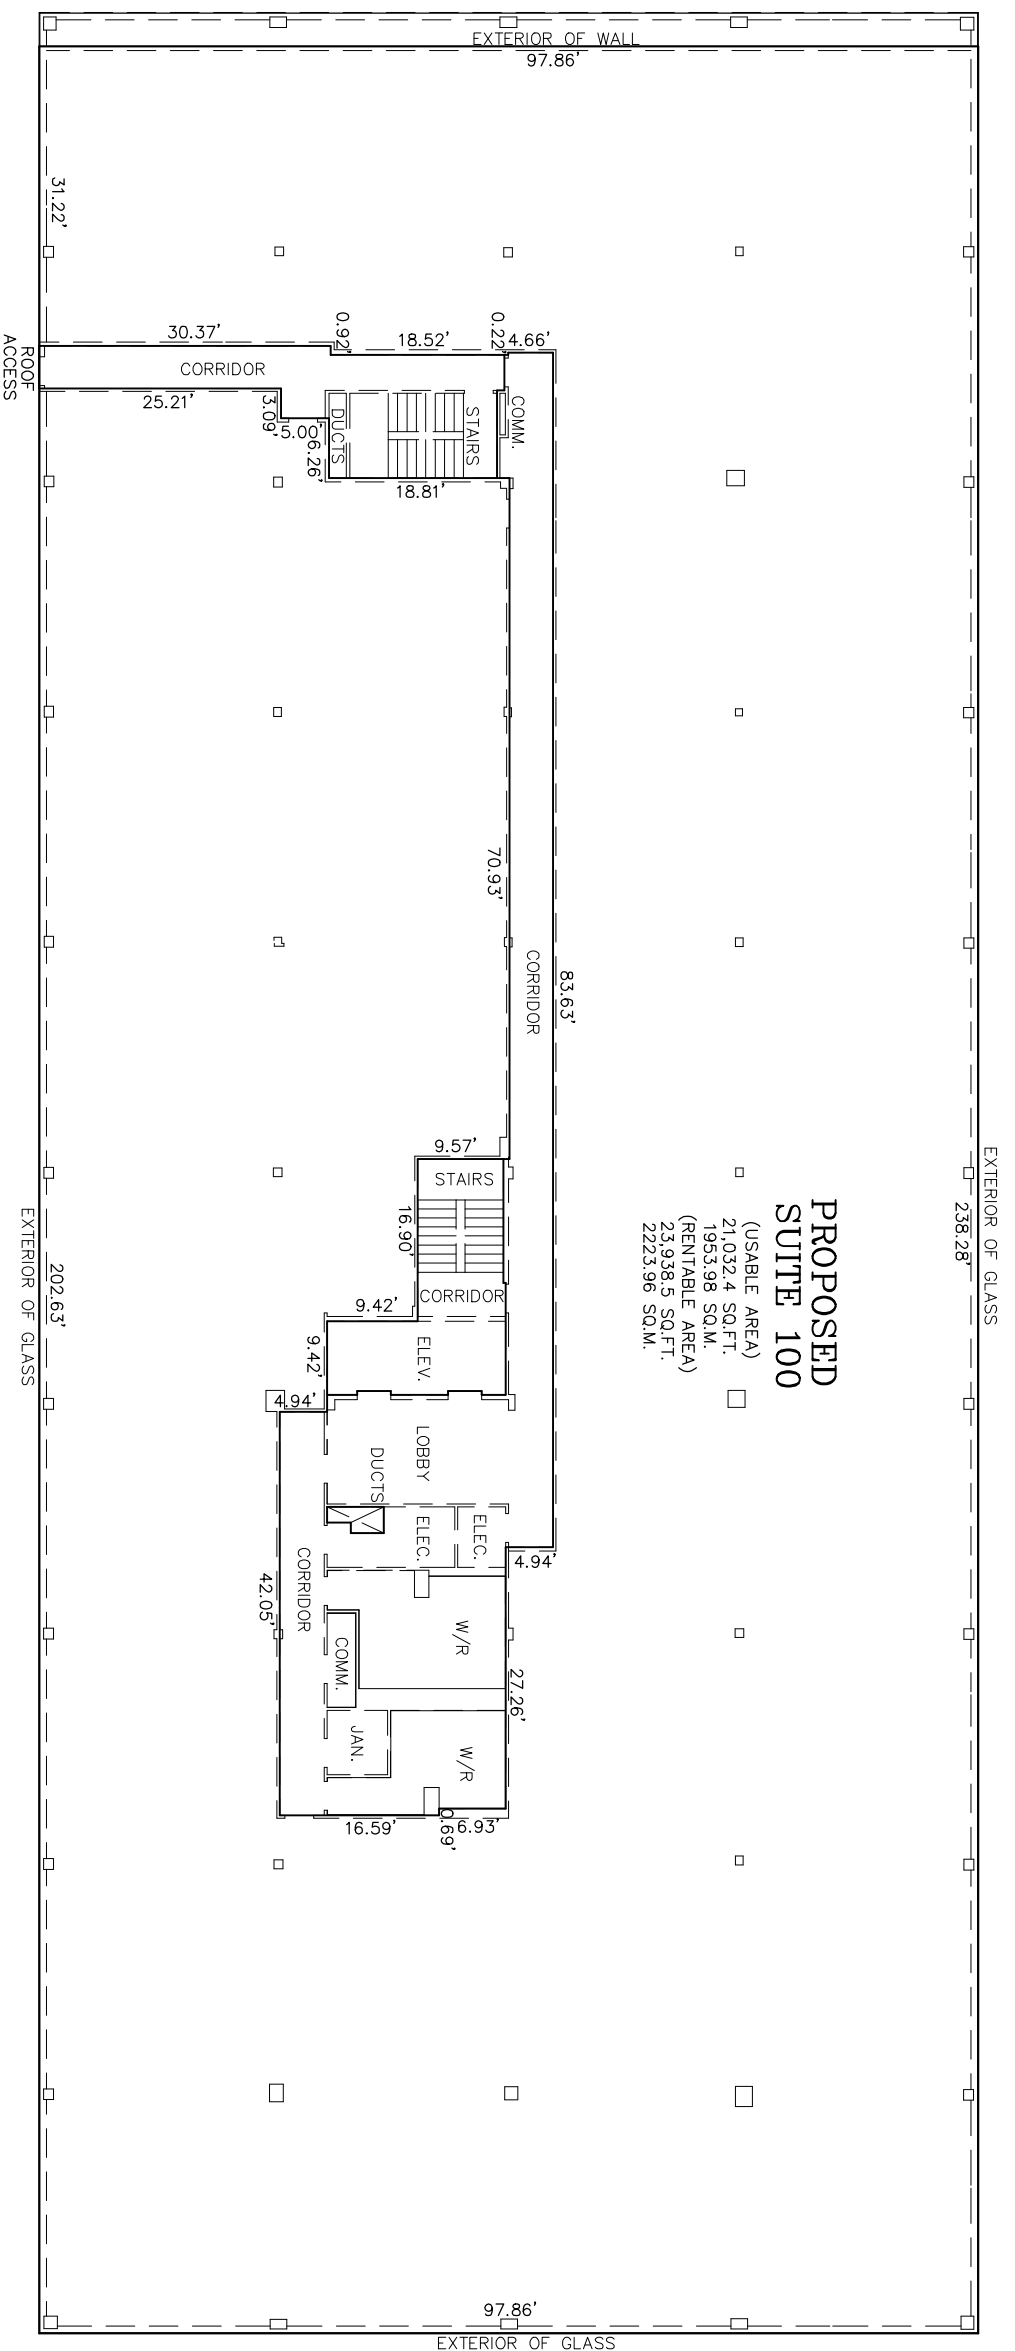 EXTERIOR OF WALL
97.86'
31.22'
30.37'
0.92'
18.52'
0.22'
4.66'
ROOF
ACCESS
CORRIDOR
25.21'
3.09'
5.00'
6.26'
DUCTS
STAIRS
COMM.
18.81'
70.93'
CORRIDOR
83.63'
9.57'
STAIRS
16.90'
CORRIDOR
9.42'
9.42'
ELEV.
4.94'
LOBBY
DUCTS
ELEC.
ELEC.
4.94'
CORRIDOR
42.05'
W/R
COMM.
27.26'
JAN.
W/R
16.59'
0.69'
6.93'
PROPOSED
SUITE 100
(USABLE AREA)
21,032.4 SQ.FT.
1953.98 SQ.M.
(RENTABLE AREA)
23,938.5 SQ.FT.
2223.96 SQ.M.
EXTERIOR OF GLASS
238.28'
202.63'
EXTERIOR OF GLASS
97.86'
EXTERIOR OF GLASS